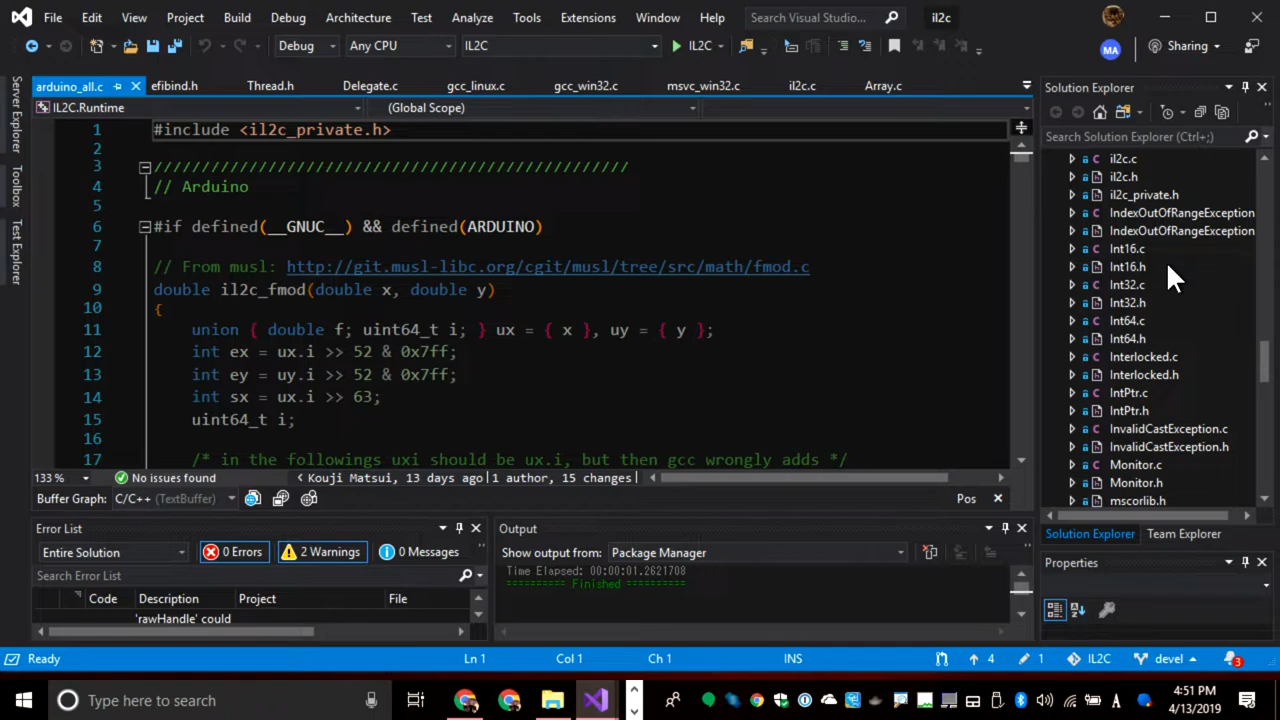 File Edit View Project Build Debug Architecture Test Analyze Tools Extensions Window Help Search Visual Studio... il2c
Debug Any CPU IL2C IL2C MA Sharing
Server Explorer
Toolbox
Test Explorer
arduino_all.c efibind.h Thread.h Delegate.c gcc_linux.c gcc_win32.c msvc_win32.c il2c.c Array.c
IL2C.Runtime (Global Scope)
1 #include <il2c_private.h>
2
3 //////////////////////////////////////////////////
4 // Arduino
5
6 #if defined(__GNUC__) && defined(ARDUINO)
7
8 // From musl: http://git.musl-libc.org/cgit/musl/tree/src/math/fmod.c
9 double il2c_fmod(double x, double y)
10 {
11 union { double f; uint64_t i; } ux = { x }, uy = { y };
12 int ex = ux.i >> 52 & 0x7ff;
13 int ey = uy.i >> 52 & 0x7ff;
14 int sx = ux.i >> 63;
15 uint64_t i;
16
17 /* in the followings uxi should be ux.i, but then gcc wrongly adds */
133 % No issues found < Kouji Matsui, 13 days ago | 1 author, 15 changes |
Buffer Graph: C/C++ (TextBuffer) Pos
Error List
Entire Solution 0 Errors 2 Warnings 0 Messages
Search Error List
Code Description Project File
'rawHandle' could
Output
Show output from: Package Manager
Time Elapsed: 00:00:01.2621708
========== Finished ==========
Solution Explorer
Search Solution Explorer (Ctrl+;)
il2c.c
il2c.h
il2c_private.h
IndexOutOfRangeException
IndexOutOfRangeException
Int16.c
Int16.h
Int32.c
Int32.h
Int64.c
Int64.h
Interlocked.c
Interlocked.h
IntPtr.c
IntPtr.h
InvalidCastException.c
InvalidCastException.h
Monitor.c
Monitor.h
mscorlib.h
Solution Explorer Team Explorer
Properties
Ready Ln 1 Col 1 Ch 1 INS 4 1 IL2C devel 3
Type here to search A 4:51 PM
4/13/2019 4